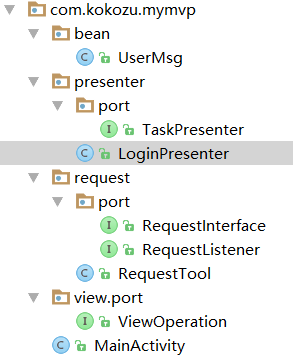 com.kokozu.mymvp
bean
UserMsg
presenter
port
TaskPresenter
LoginPresenter
request
port
RequestInterface
RequestListener
RequestTool
view.port
ViewOperation
MainActivity